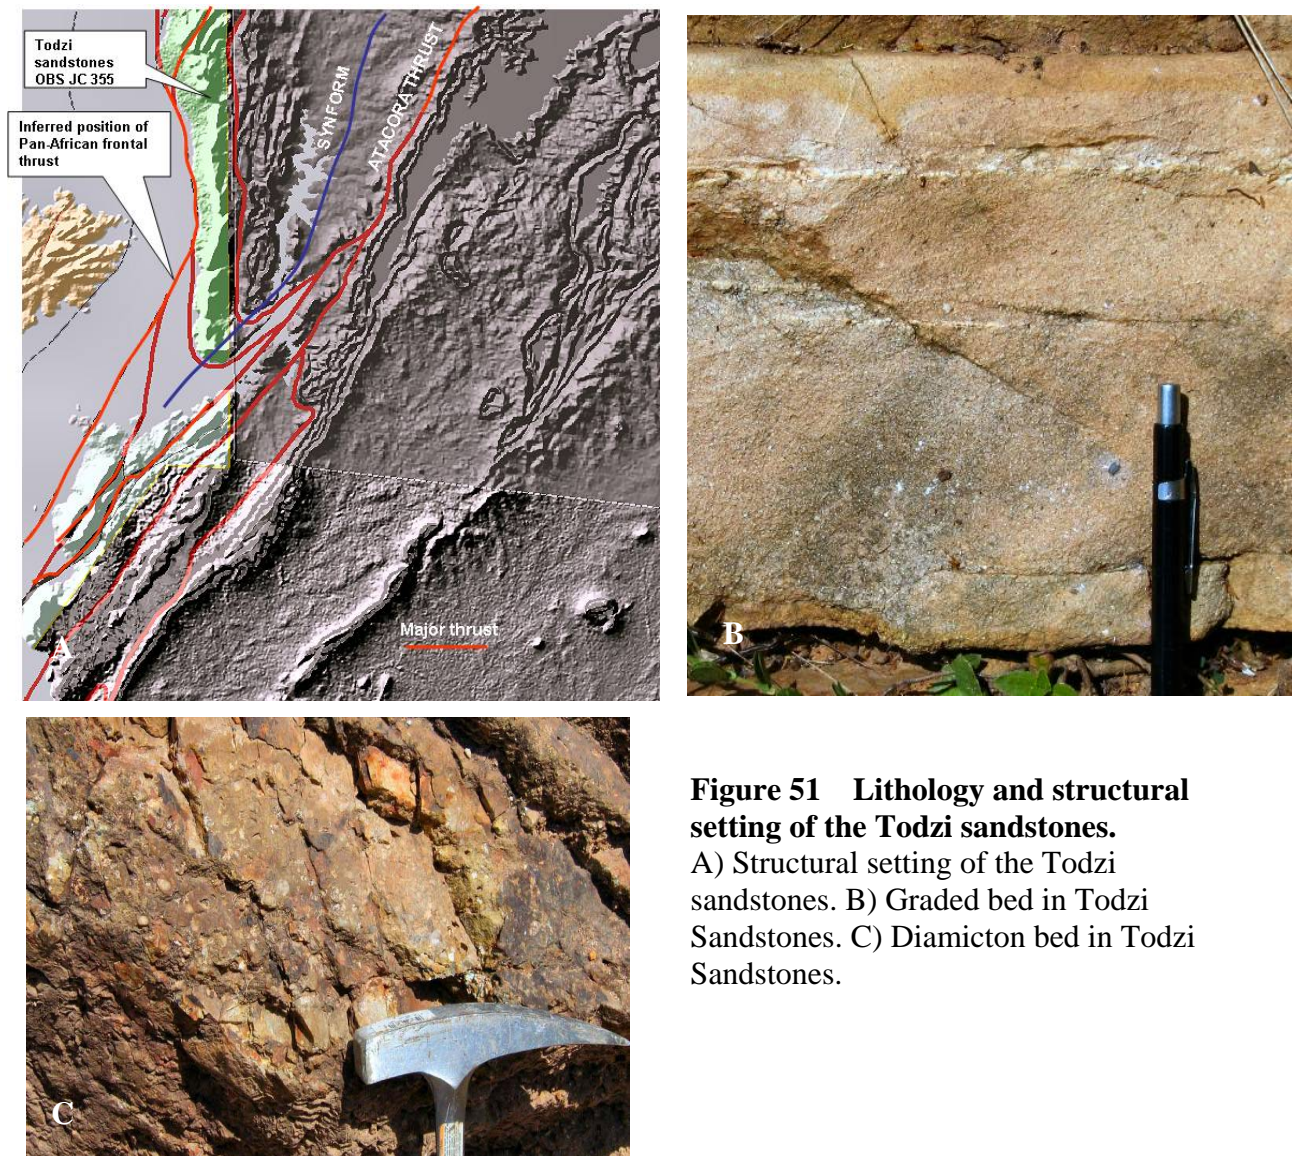 Todzi
sandstones
OBS JC 355
Inferred position of
Pan-African frontal
thrust
SYNFORM
ATACORA THRUST
Major thrust
A
B
C
Figure 51 Lithology and structural
setting of the Todzi sandstones.
A) Structural setting of the Todzi
sandstones. B) Graded bed in Todzi
Sandstones. C) Diamicton bed in Todzi
Sandstones.